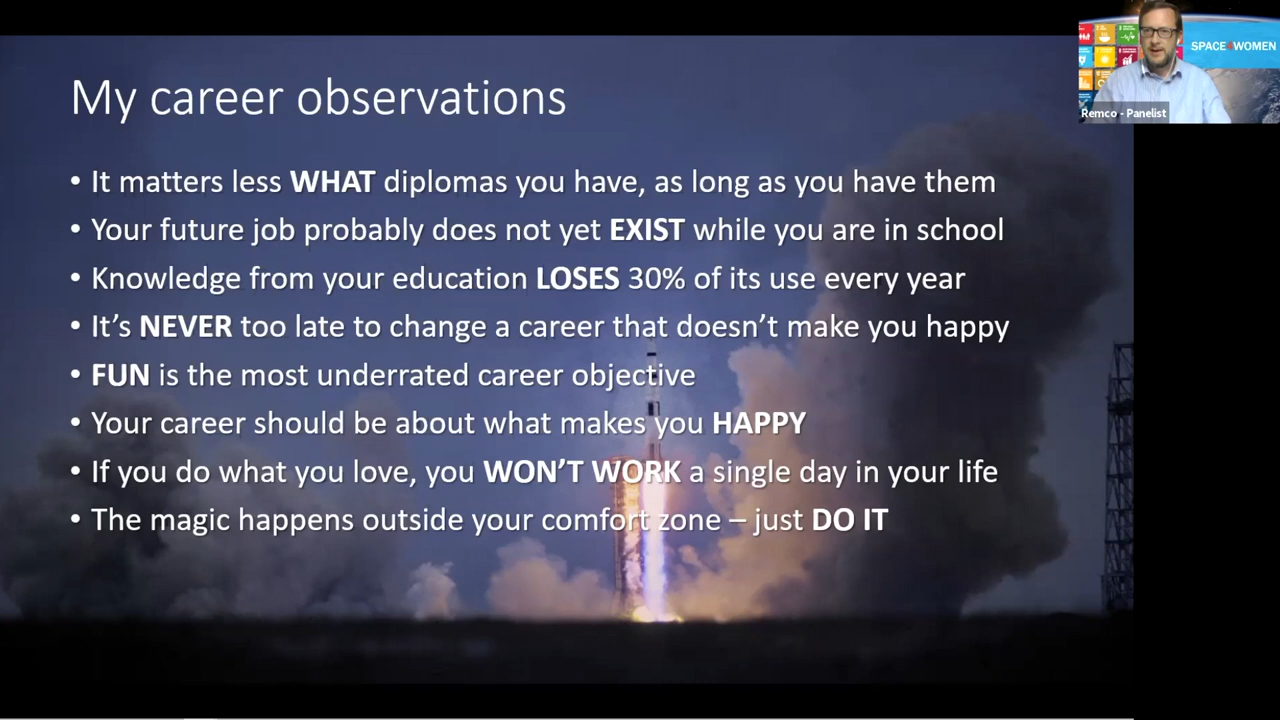 My career observations
• It matters less WHAT diplomas you have, as long as you have them
• Your future job probably does not yet EXIST while you are in school
• Knowledge from your education LOSES 30% of its use every year
• It’s NEVER too late to change a career that doesn’t make you happy
• FUN is the most underrated career objective
• Your career should be about what makes you HAPPY
• If you do what you love, you WON’T WORK a single day in your life
• The magic happens outside your comfort zone – just DO IT
SPACE4WOMEN
Remco - Panelist